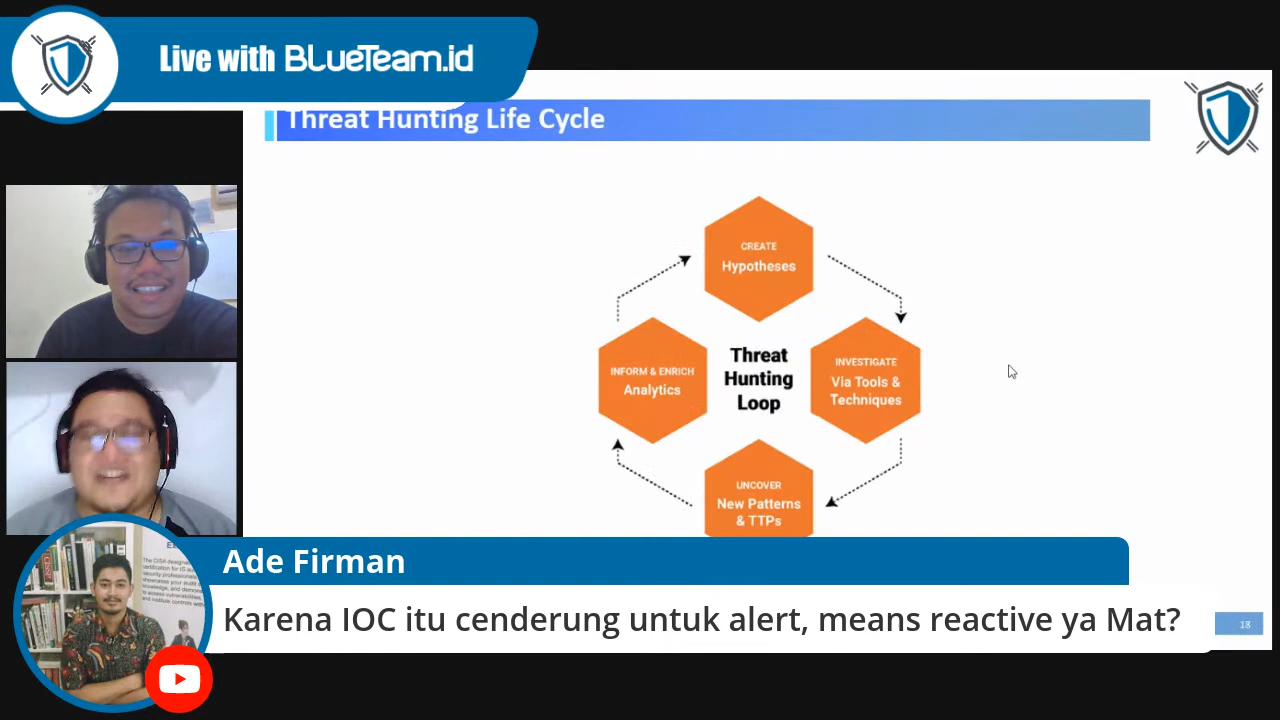 Live with BLueTeam.id
Threat Hunting Life Cycle
CREATE
Hypotheses
INFORM & ENRICH
Analytics
Threat
Hunting
Loop
INVESTIGATE
Via Tools &
Techniques
UNCOVER
New Patterns
& TTPs
Ade Firman
Karena IOC itu cenderung untuk alert, means reactive ya Mat?
18